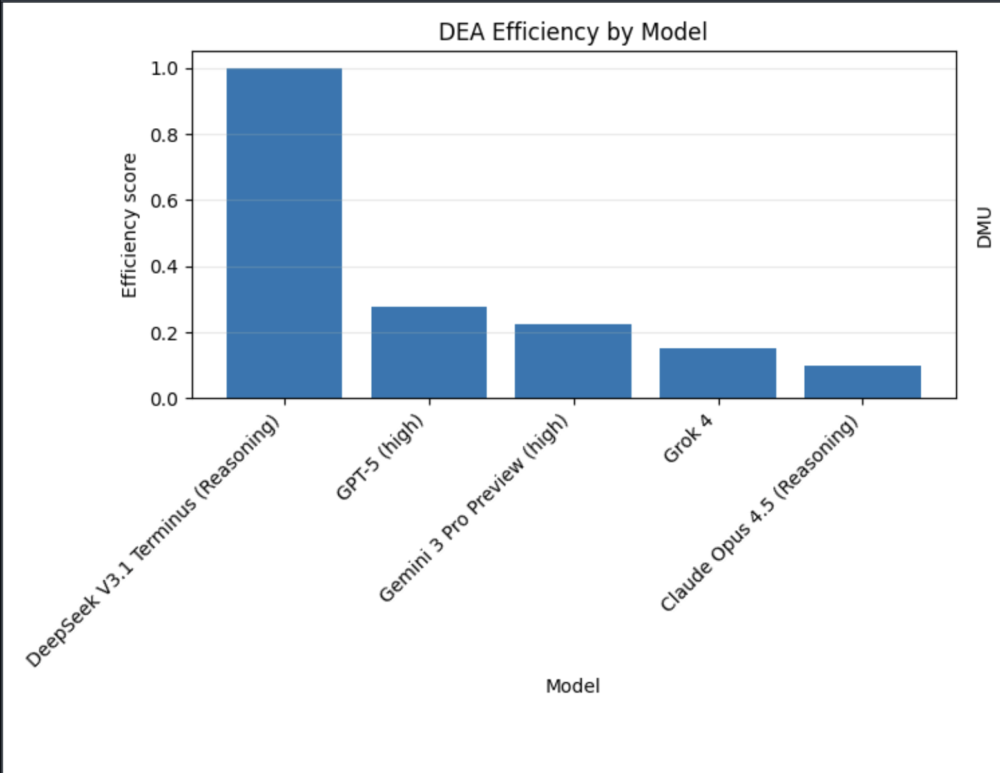 DEA Efficiency by Model
Efficiency score
1.0
0.8
0.6
0.4
0.2
0.0
DeepSeek V3.1 Terminus (Reasoning)
GPT-5 (high)
Gemini 3 Pro Preview (high)
Grok 4
Claude Opus 4.5 (Reasoning)
Model
DMU